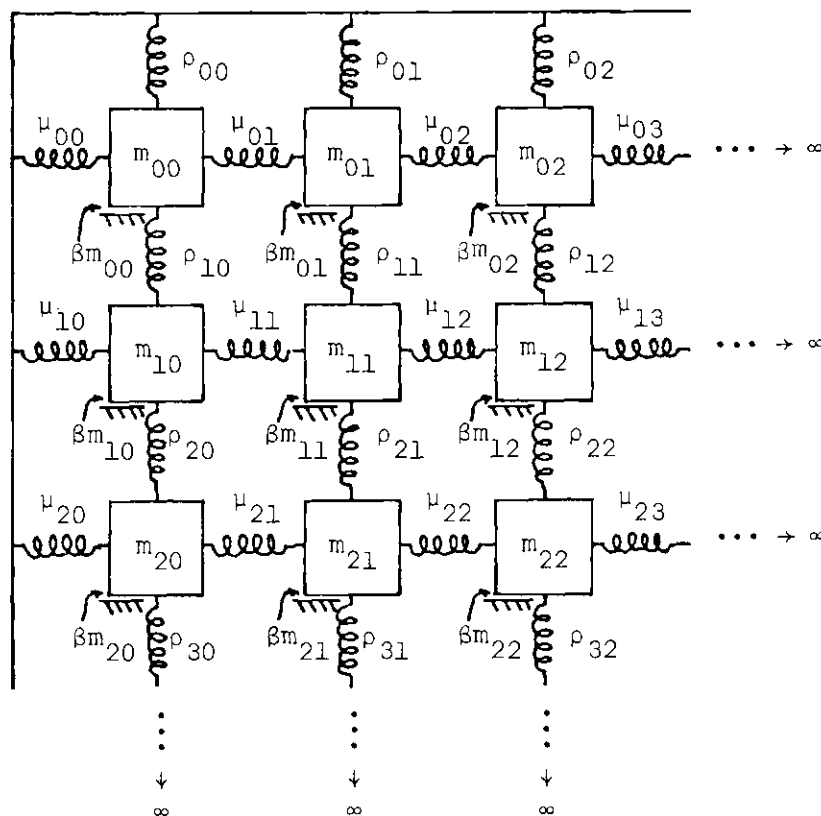 ρ₀₀ ρ₀₁ ρ₀₂
μ₀₀ μ₀₁ μ₀₂ μ₀₃
m₀₀ m₀₁ m₀₂ ··· → ∞
βm₀₀ ρ₁₀ βm₀₁ ρ₁₁ βm₀₂ ρ₁₂
μ₁₀ μ₁₁ μ₁₂ μ₁₃
m₁₀ m₁₁ m₁₂ ··· → ∞
βm₁₀ ρ₂₀ βm₁₁ ρ₂₁ βm₁₂ ρ₂₂
μ₂₀ μ₂₁ μ₂₂ μ₂₃
m₂₀ m₂₁ m₂₂ ··· → ∞
βm₂₀ ρ₃₀ βm₂₁ ρ₃₁ βm₂₂ ρ₃₂
⋮ ⋮ ⋮
↓ ↓ ↓
∞ ∞ ∞